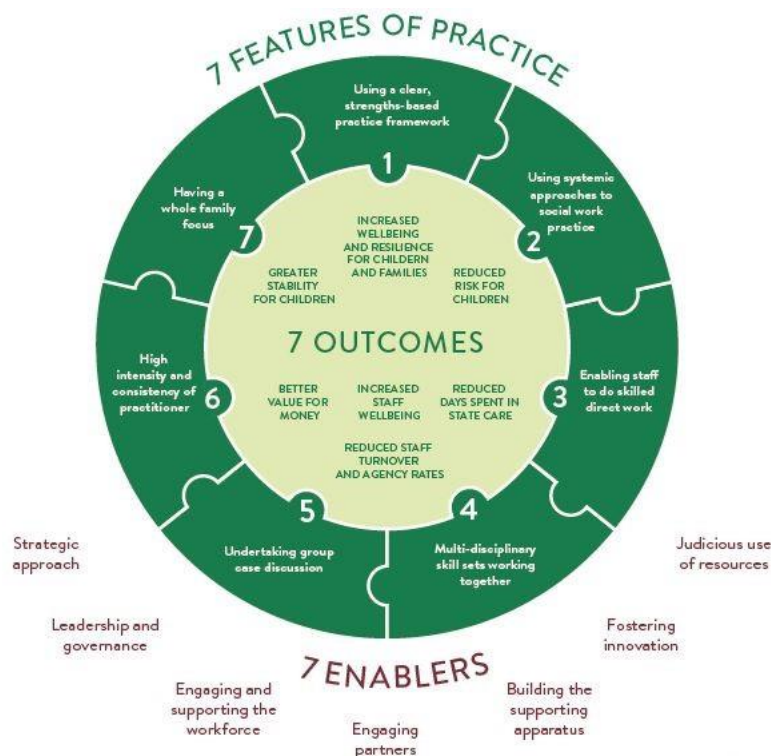 7 FEATURES OF PRACTICE
Using a clear,
strengths-based
practice framework
1
Using systemic
approaches to
social work
practice
2
Enabling staff
to do skilled
direct work
3
Multi-disciplinary
skill sets working
together
4
Undertaking group
case discussion
5
High
intensity and
consistency of
practitioner
6
Having a
whole family
focus
7
INCREASED
WELLBEING
AND RESILIENCE
FOR CHILDERN
AND FAMILIES
GREATER
STABILITY
FOR CHILDREN
REDUCED
RISK FOR
CHILDREN
7 OUTCOMES
BETTER
VALUE FOR
MONEY
INCREASED
STAFF
WELLBEING
REDUCED
DAYS SPENT IN
STATE CARE
REDUCED STAFF
TURNOVER
AND AGENCY RATES
7 ENABLERS
Strategic
approach
Leadership and
governance
Engaging and
supporting the
workforce
Engaging
partners
Building the
supporting
apparatus
Fostering
innovation
Judicious use
of resources